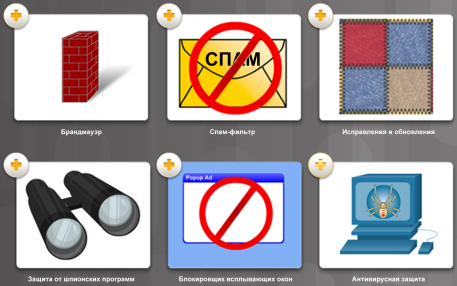 СПАМ
Брандмауэр
Спам-фильтр
Исправления и обновления
Popup Ad
Защита от шпионских программ
Блокировщик всплывающих окон
Антивирусная защита